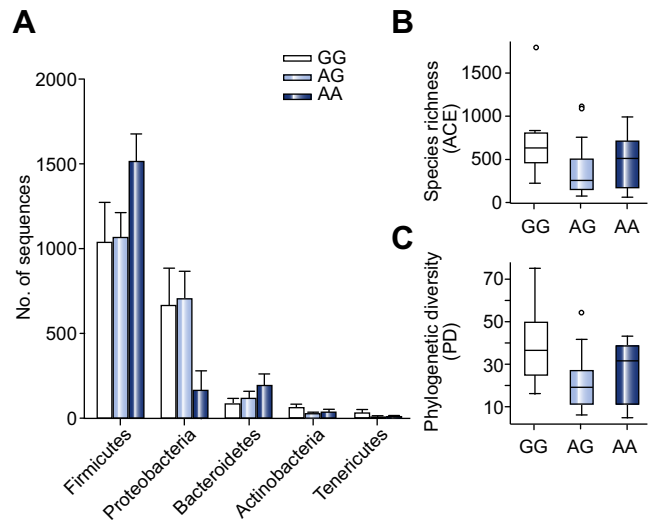 A
GG
AG
AA
No. of sequences
2000
1500
1000
500
0
Firmicutes
Proteobacteria
Bacteroidetes
Actinobacteria
Tenericutes
B
Species richness
(ACE)
1500
1000
500
0
GG AG AA
C
Phylogenetic diversity
(PD)
70
50
30
10
GG AG AA